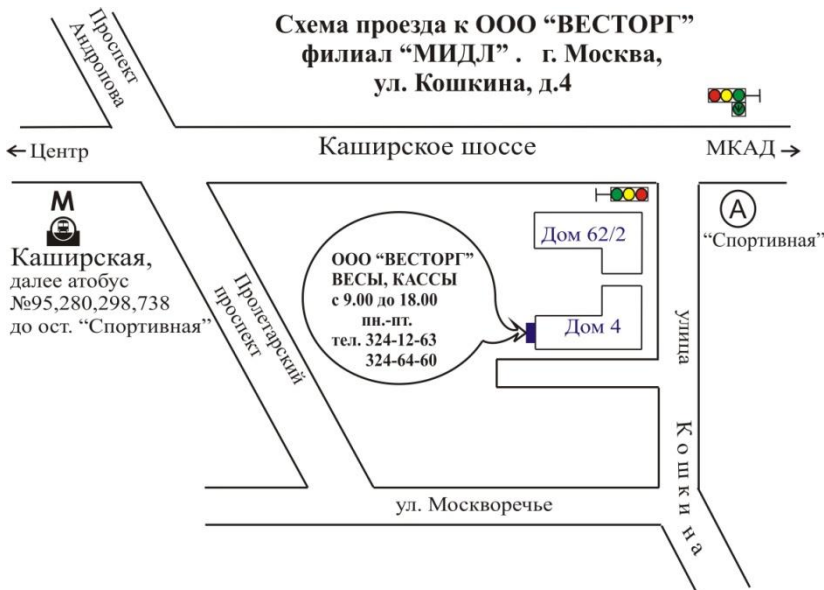 Схема проезда к ООО “ВЕСТОРГ”
филиал “МИДЛ” . г. Москва,
ул. Кошкина, д.4
Проспект
Андропова
←Центр
Каширское шоссе
МКАД→
М
Каширская,
далее атобус
№95,280,298,738
до ост. “Спортивная”
А
“Спортивная”
Пролетарский
проспект
ООО “ВЕСТОРГ”
ВЕСЫ, КАССЫ
с 9.00 до 18.00
пн.-пт.
тел. 324-12-63
324-64-60
Дом 62/2
Дом 4
улица
Кошкина
ул. Москворечье